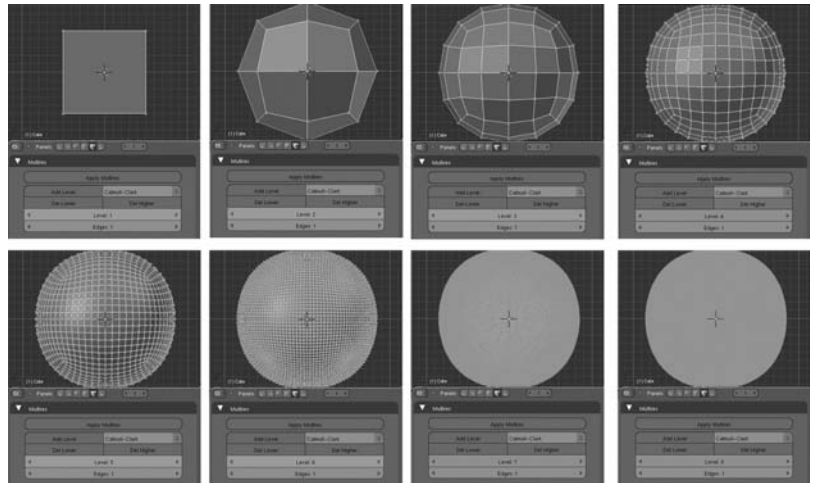 (1) Cube
Panels
Multires
Apply Multires
Add Level
Catmull-Clark
Del Lower
Del Higher
Level: 1
Edges: 1
(1) Cube
Panels
Multires
Apply Multires
Add Level
Catmull-Clark
Del Lower
Del Higher
Level: 2
Edges: 1
(1) Cube
Panels
Multires
Apply Multires
Add Level
Catmull-Clark
Del Lower
Del Higher
Level: 3
Edges: 1
(1) Cube
Panels
Multires
Apply Multires
Add Level
Catmull-Clark
Del Lower
Del Higher
Level: 4
Edges: 1
(1) Cube
Panels
Multires
Apply Multires
Add Level
Catmull-Clark
Del Lower
Del Higher
Level: 5
Edges: 1
(1) Cube
Panels
Multires
Apply Multires
Add Level
Catmull-Clark
Del Lower
Del Higher
Level: 6
Edges: 1
(1) Cube
Panels
Multires
Apply Multires
Add Level
Catmull-Clark
Del Lower
Del Higher
Level: 7
Edges: 1
(1) Cube
Panels
Multires
Apply Multires
Add Level
Catmull-Clark
Del Lower
Del Higher
Level: 8
Edges: 1